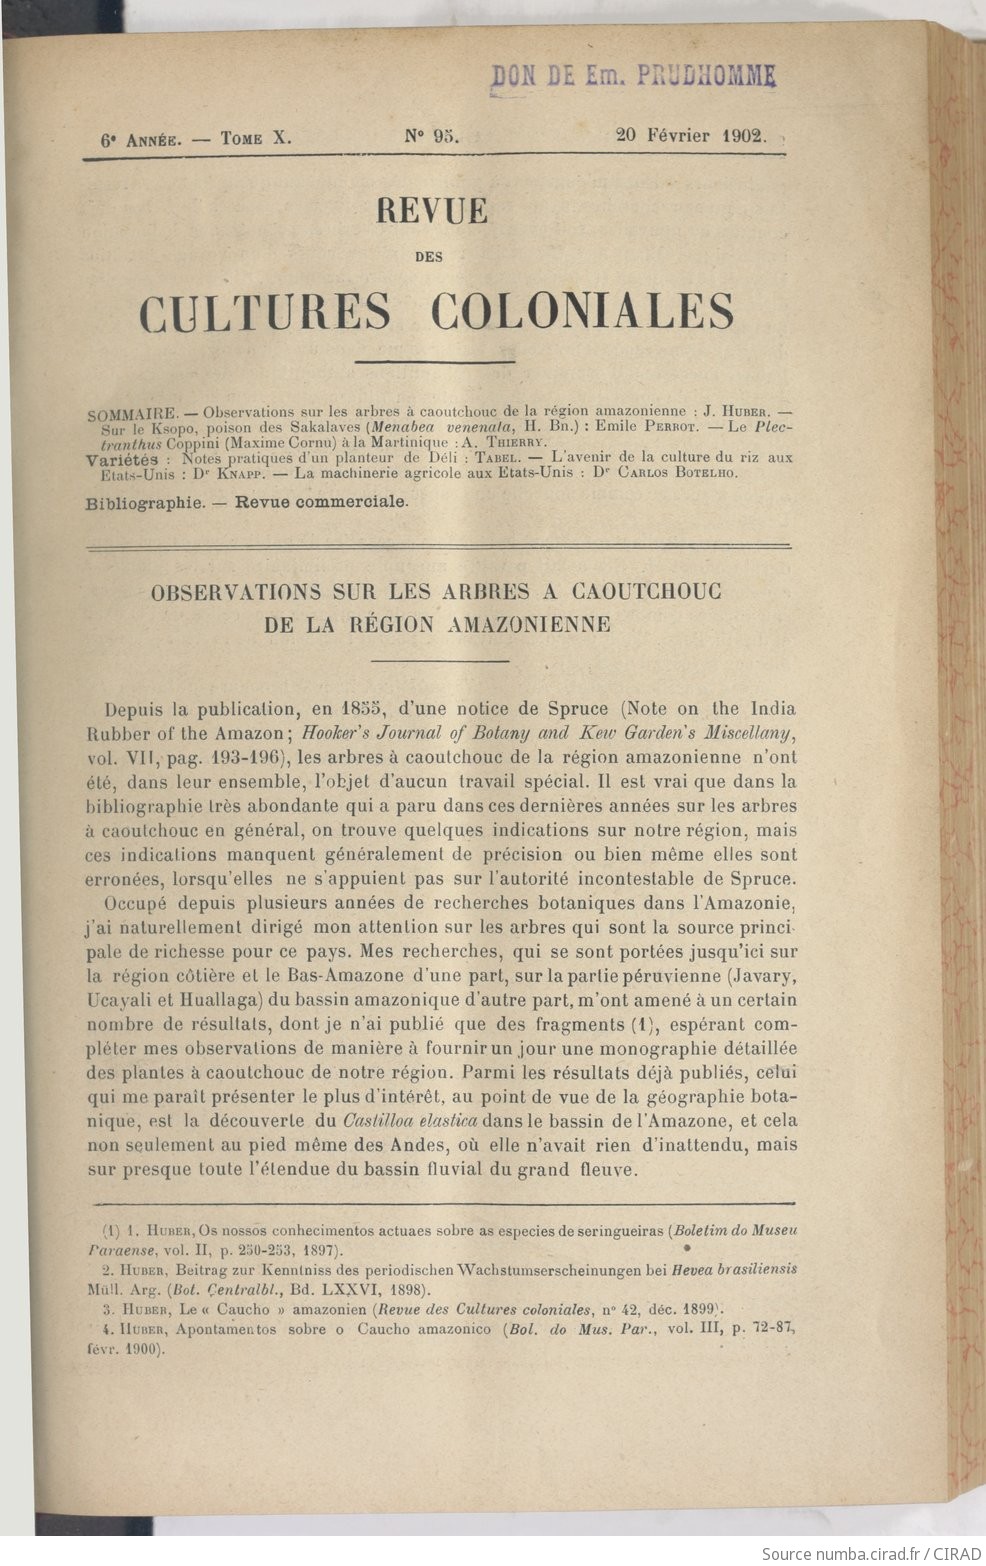 DON DE Em. PRUDHOMME
6e ANNÉE. — TOME X. N° 95. 20 Février 1902.
REVUE
DES
CULTURES COLONIALES
SOMMAIRE. — Observations sur les arbres à caoutchouc de la région amazonienne : J. HUBER. —
Sur le Ksopo, poison des Sakalaves (Menabea venenata, H. Bn.) : Emile PERROT. — Le Plec-
tranthus Coppini (Maxime Cornu) à la Martinique : A. THIERRY.
Variétés : Notes pratiques d'un planteur de Déli : TABEL. — L'avenir de la culture du riz aux
Etats-Unis : Dr KNAPP. — La machinerie agricole aux Etats-Unis : Dr CARLOS BOTELHO.
Bibliographie. — Revue commerciale.
OBSERVATIONS SUR LES ARBRES A CAOUTCHOUC
DE LA RÉGION AMAZONIENNE
Depuis la publication, en 1855, d'une notice de Spruce (Note on the India
Rubber of the Amazon ; Hooker's Journal of Botany and Kew Garden's Miscellany,
vol. VII, pag. 193-196), les arbres à caoutchouc de la région amazonienne n'ont
été, dans leur ensemble, l'objet d'aucun travail spécial. Il est vrai que dans la
bibliographie très abondante qui a paru dans ces dernières années sur les arbres
à caoutchouc en général, on trouve quelques indications sur notre région, mais
ces indications manquent généralement de précision ou bien même elles sont
erronées, lorsqu'elles ne s'appuient pas sur l'autorité incontestable de Spruce.
Occupé depuis plusieurs années de recherches botaniques dans l'Amazonie,
j'ai naturellement dirigé mon attention sur les arbres qui sont la source princi-
pale de richesse pour ce pays. Mes recherches, qui se sont portées jusqu'ici sur
la région côtière et le Bas-Amazone d'une part, sur la partie péruvienne (Javary,
Ucayali et Huallaga) du bassin amazonique d'autre part, m'ont amené à un certain
nombre de résultats, dont je n'ai publié que des fragments (1), espérant com-
pléter mes observations de manière à fournir un jour une monographie détaillée
des plantes à caoutchouc de notre région. Parmi les résultats déjà publiés, celui
qui me paraît présenter le plus d'intérêt, au point de vue de la géographie bota-
nique, est la découverte du Castilloa elastica dans le bassin de l'Amazone, et cela
non seulement au pied même des Andes, où elle n'avait rien d'inattendu, mais
sur presque toute l'étendue du bassin fluvial du grand fleuve.
(1) 1. HUBER, Os nossos conhecimentos actuaes sobre as especies de seringueiras (Boletim do Museu
Paraense, vol. II, p. 250-253, 1897).
2. HUBER, Beitrag zur Kenntniss des periodischen Wachstumserscheinungen bei Hevea brasiliensis
Müll. Arg. (Bot. Centralbl., Bd. LXXVI, 1898).
3. HUBER, Le « Caucho » amazonien (Revue des Cultures coloniales, n° 42, déc. 1899).
4. HUBER, Apontamentos sobre o Caucho amazonico (Bol. do Mus. Par., vol. III, p. 72-87,
févr. 1900).
Source numba.cirad.fr / CIRAD